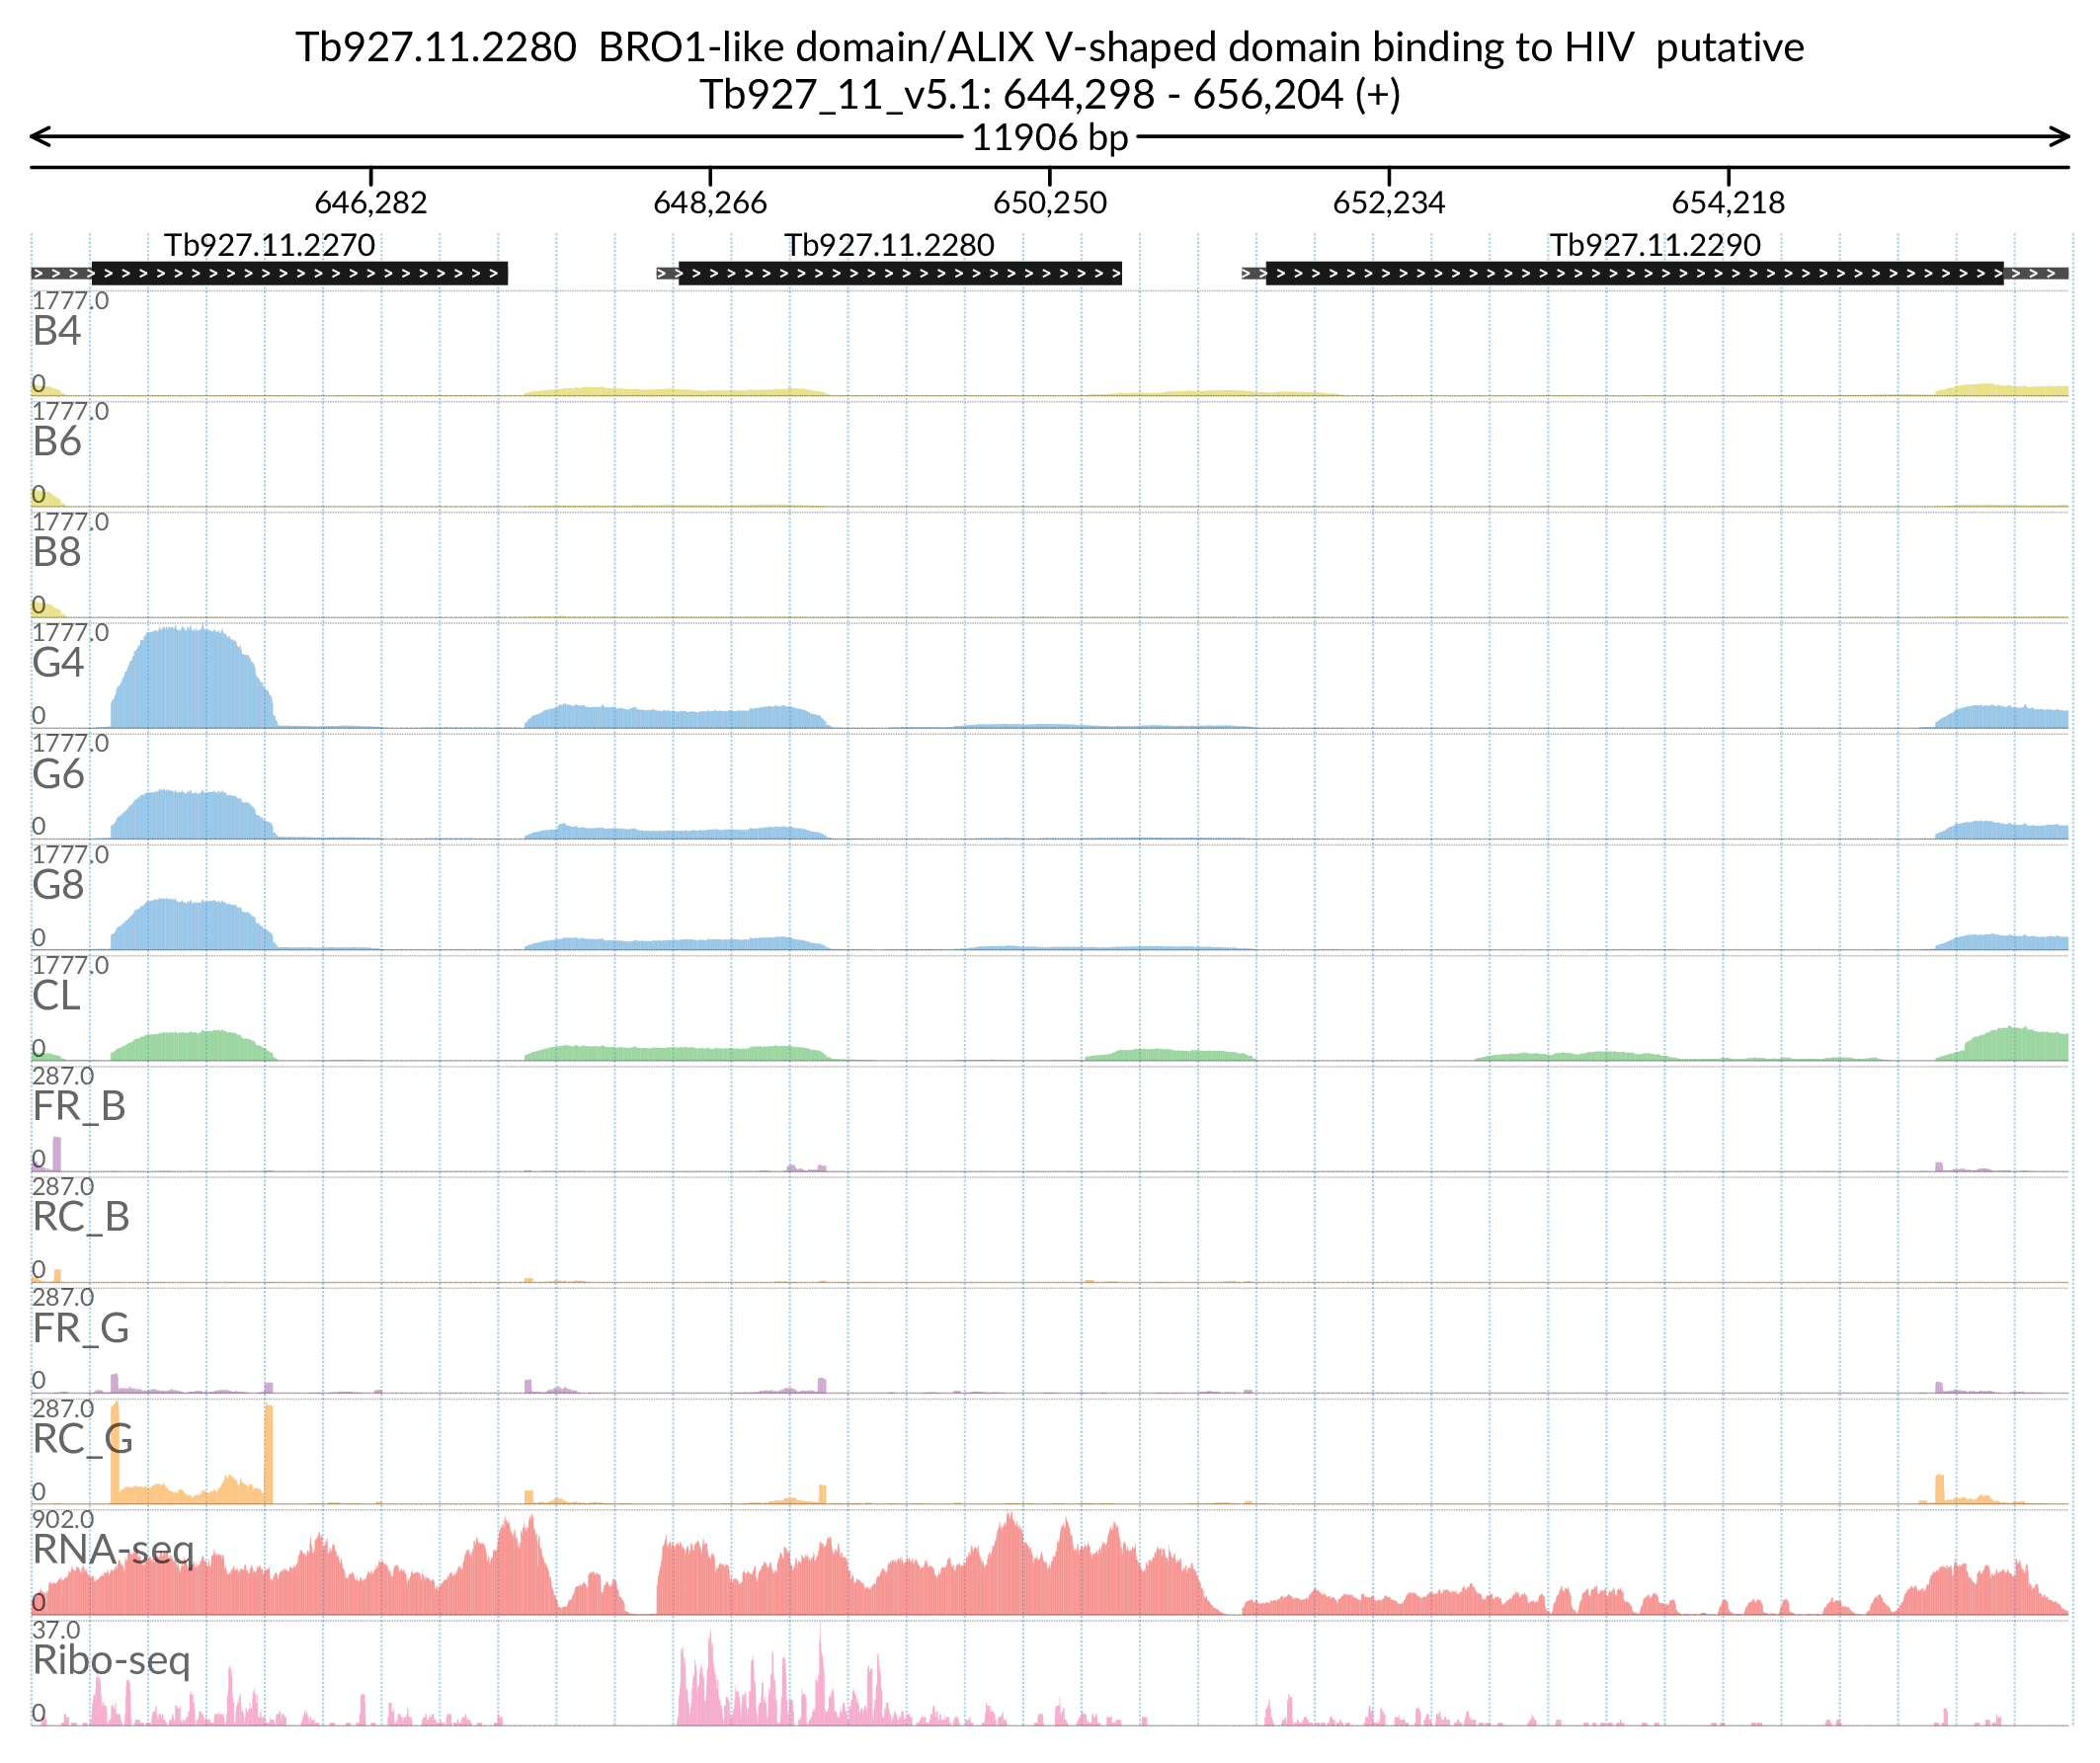 Tb927.11.2280  BRO1-like domain/ALIX V-shaped domain binding to HIV  putative
Tb927_11_v5.1: 644,298 - 656,204 (+)
11906 bp
646,282 648,266 650,250 652,234 654,218
Tb927.11.2270 Tb927.11.2280 Tb927.11.2290
1777.0
B4
0
1777.0
B6
0
1777.0
B8
0
1777.0
G4
0
1777.0
G6
0
1777.0
G8
0
1777.0
CL
0
287.0
FR_B
0
287.0
RC_B
0
287.0
FR_G
0
287.0
RC_G
0
902.0
RNA-seq
0
37.0
Ribo-seq
0